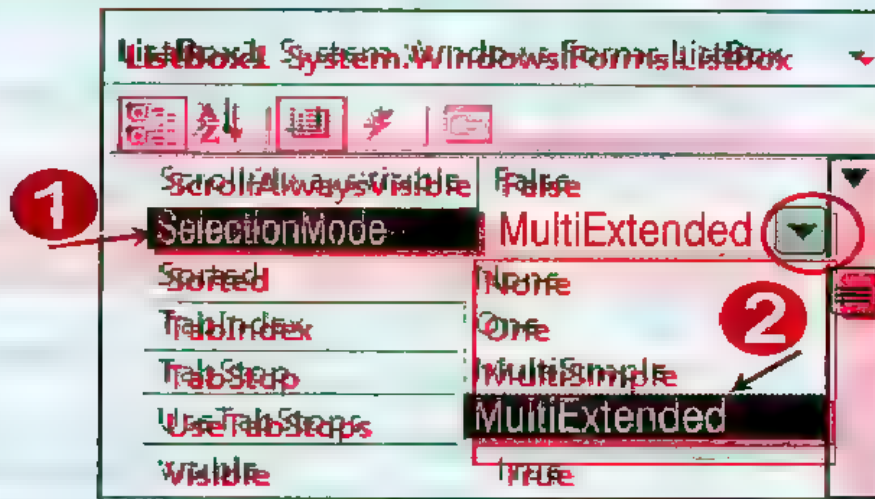 ListBox1 System.Windows.Forms.ListBox
ScrollAlwaysVisible False
1 SelectionMode MultiExtended
Sorted None
TabIndex One
2
TabStop MultiSimple
UseTabStops MultiExtended
Visible True